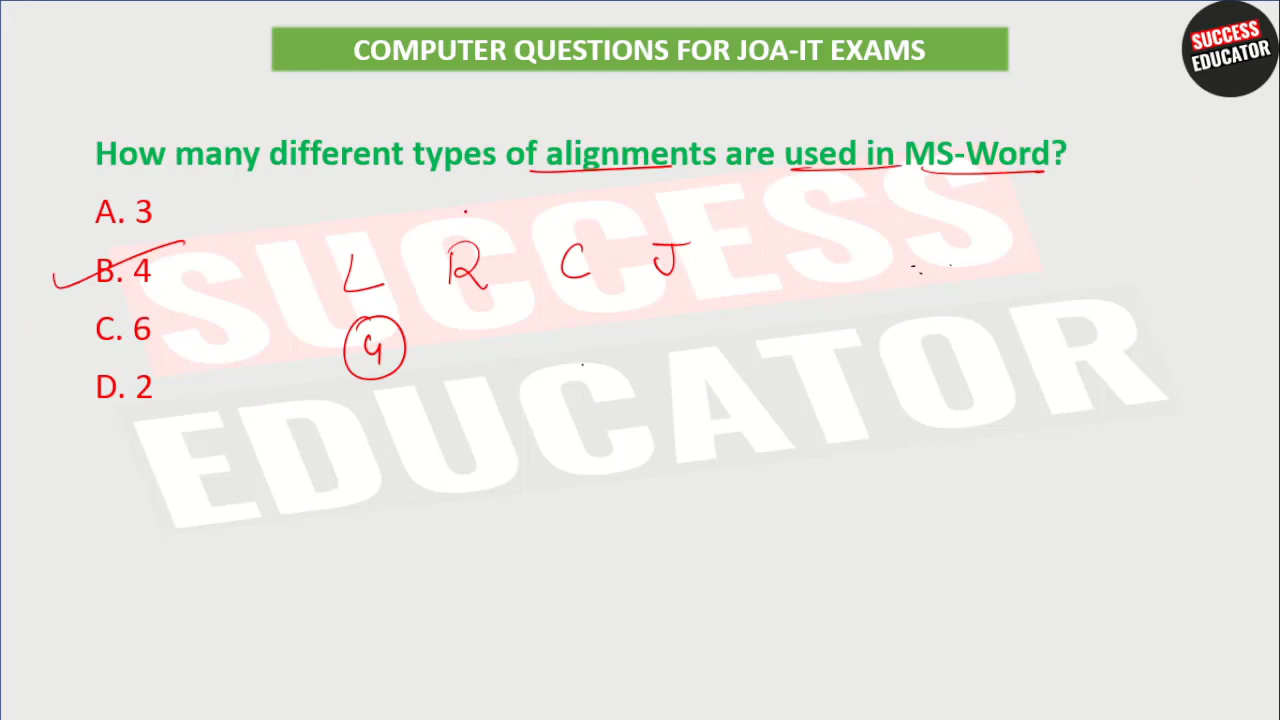 COMPUTER QUESTIONS FOR JOA-IT EXAMS
SUCCESS
EDUCATOR
How many different types of alignments are used in MS-Word?
A. 3
B. 4
L R C J
C. 6
4
D. 2
SUCCESS
EDUCATOR